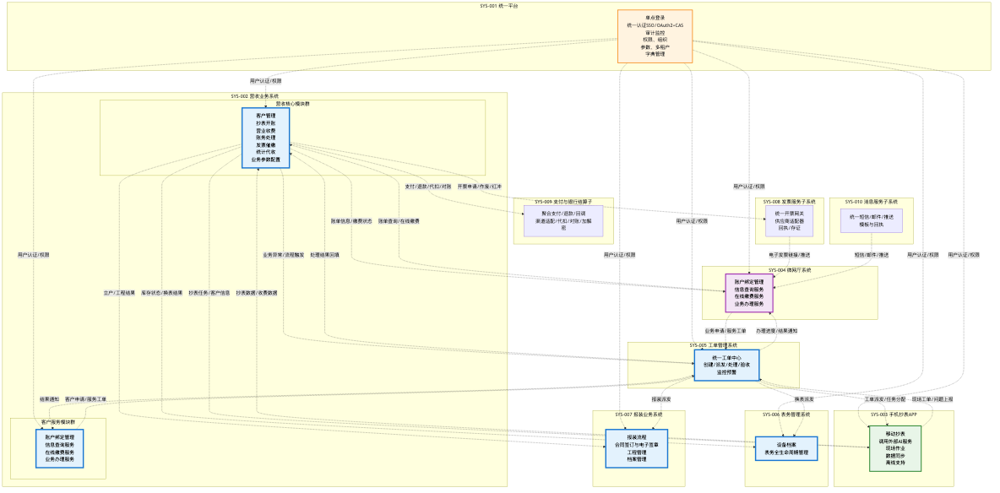 SYS-001 统一平台
单点登录
统一认证SSO/OAuth2+CAS
审计监控
权限、组织
参数、多租户
字典管理
用户认证/权限
SYS-002 营收业务系统
营收核心模块群
客户管理
抄表开账
营业收费
账务处理
发票催缴
统计代收
业务参数配置
支付/退款/代扣/对账
开票申请/作废/红冲
用户认证/权限
SYS-009 支付与银行结算子
聚合支付/退款/回调
渠道适配/代扣/对账/加解
密
SYS-008 发票服务子系统
统一开票网关
供应商适配器
回执/存证
SYS-010 消息服务子系统
统一短信/邮件/推送
模板与回执
账单信息/缴费状态
账单查询/在线缴费
用户认证/权限
用户认证/权限
业务异常/流程触发
处理结果回填
用户认证/权限
电子发票链接/推送
短信/邮件/推送
用户认证/权限
用户认证/权限
SYS-004 微网厅系统
账户绑定管理
信息查询服务
在线缴费服务
业务办理服务
立户/工程结果
库存状态/换表结果
抄表任务/客户信息
抄表数据/收费数据
业务申请/服务工单
办理进度/结果通知
SYS-005 工单管理系统
统一工单中心
创建/派发/处理/验收
监控预警
结果通知
客户申请/服务工单
报装派发
换表派发
工单派发/任务分配
现场工单/问题上报
客户服务模块群
账户绑定管理
信息查询服务
在线缴费服务
业务办理服务
SYS-007 报装业务系统
报装流程
合同签订与电子签章
工程管理
档案管理
SYS-006 表务管理系统
设备档案
表务全生命周期管理
SYS-003 手机抄表APP
移动抄表
调用外部AI服务
现场作业
数据同步
离线支持